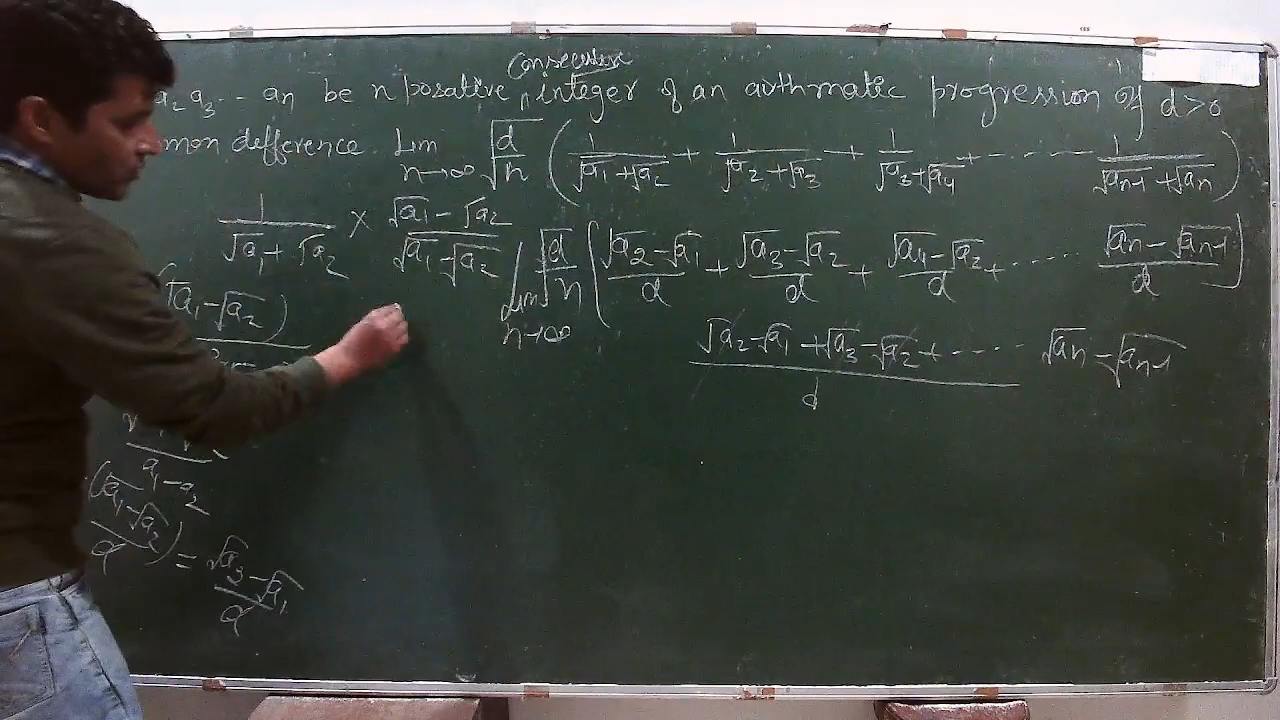 consecutive
a₂ a₃ -- an be n posative integer of an arithmatic progression of d>0
mon defference. Lim n→∞ √(d/n) ( 1/(√a₁+√a₂) + 1/(√a₂+√a₃) + 1/(√a₃+√a₄) + ------ 1/(√an-1 + √an) )
1/(√a₁+√a₂) × (√a₁-√a₂)/(√a₁-√a₂)
Lim n→∞ √(d/n) [ (√a₂-√a₁)/d + (√a₃-√a₂)/d + (√a₄-√a₂)/d + ...... (√an-√an-1)/d ]
√a₁-√a₂)
(√a₂-√a₁+√a₃-√a₂+ ------ √an-√an-1)/d
a₁-a₂
(√a₁-√a₂) = (√a₃-√a₁)